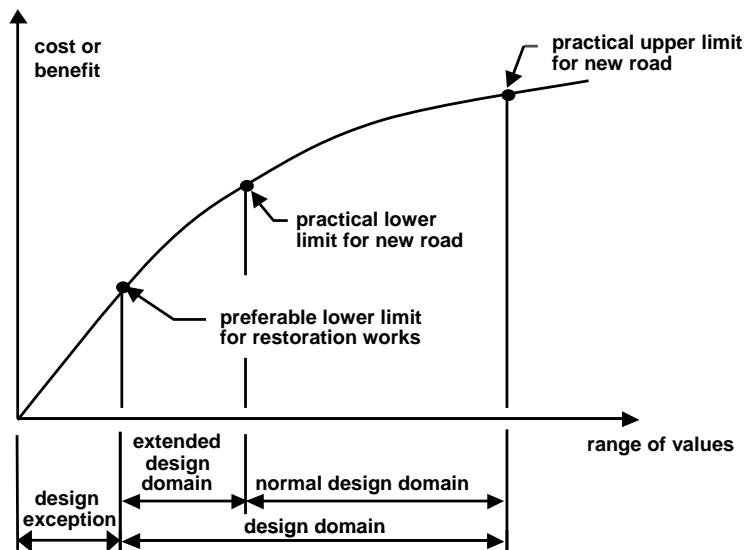 cost or
benefit
practical upper limit
for new road
practical lower
limit for new road
preferable lower limit
for restoration works
range of values
extended
design
domain
normal design domain
design
exception
design domain